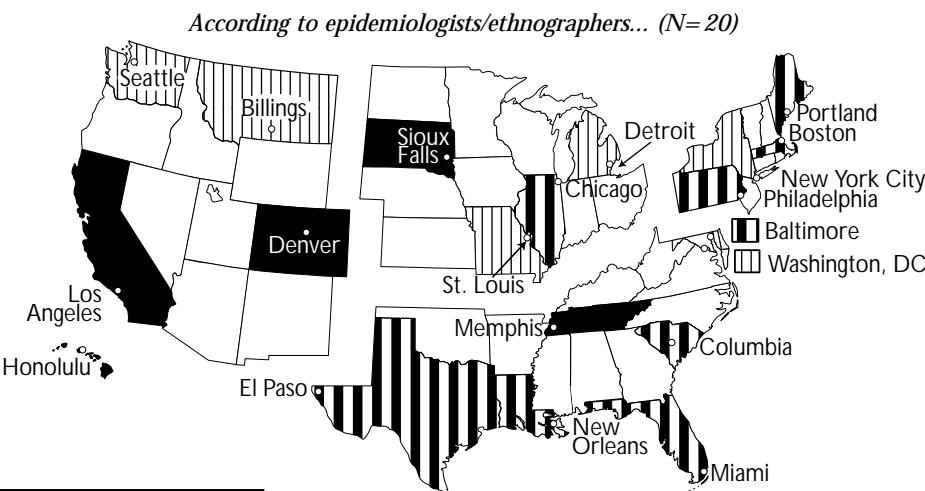 According to epidemiologists/ethnographers... (N=20)
Seattle
Billings
Sioux
Falls
Detroit
Portland
Boston
Chicago
New York City
Philadelphia
Baltimore
Washington, DC
Denver
St. Louis
Los
Angeles
Memphis
Columbia
Honolulu
El Paso
New
Orleans
Miami